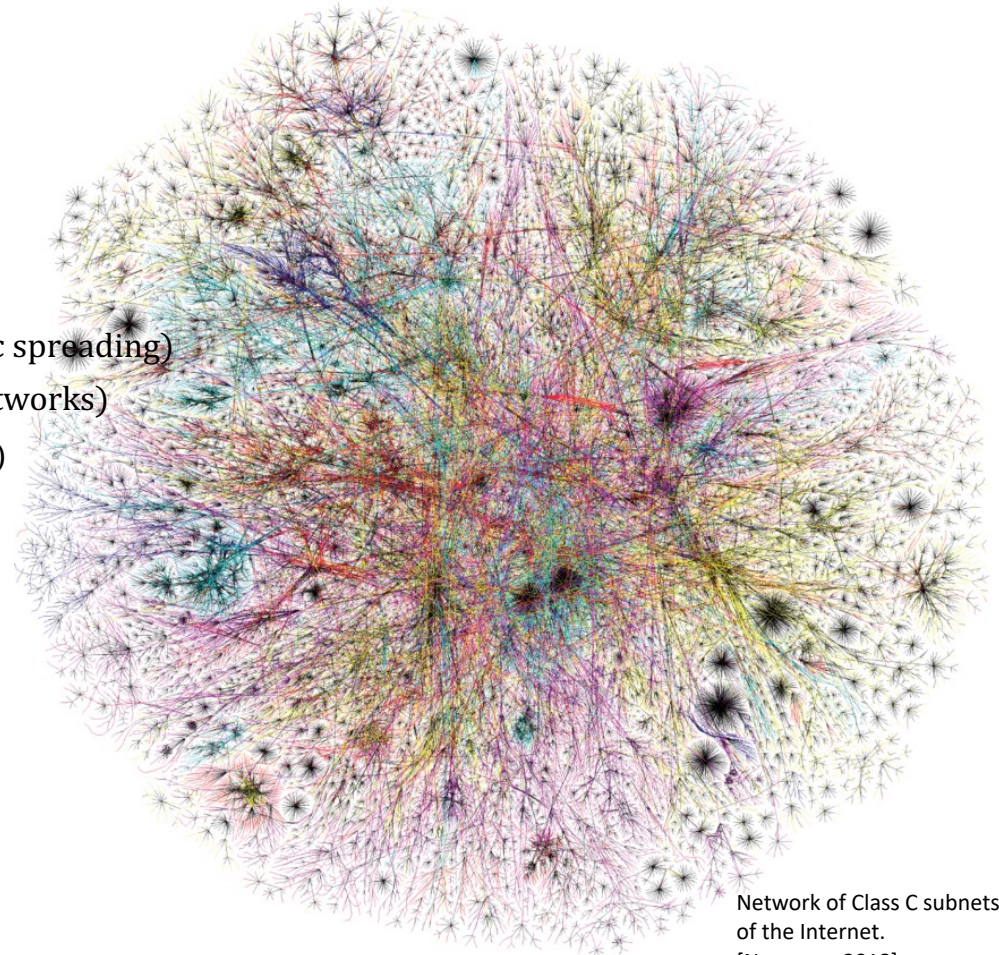 c spreading)
tworks)
)
Network of Class C subnets
of the Internet.